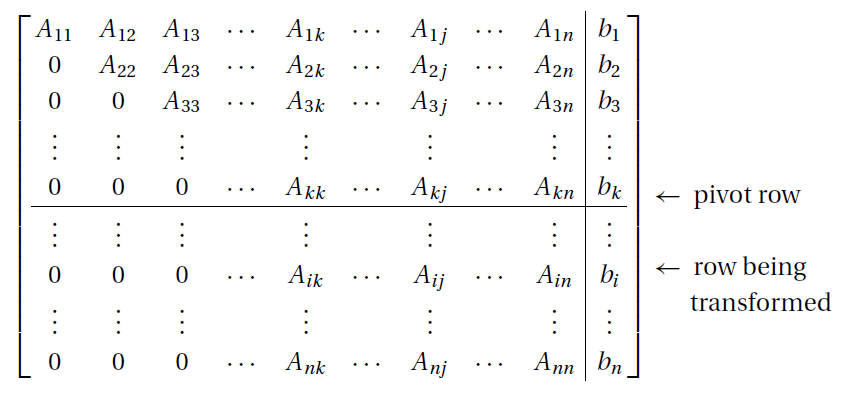 A₁₁ A₁₂ A₁₃ ⋯ A₁ₖ ⋯ A₁ⱼ ⋯ A₁ₙ b₁
0 A₂₂ A₂₃ ⋯ A₂ₖ ⋯ A₂ⱼ ⋯ A₂ₙ b₂
0 0 A₃₃ ⋯ A₃ₖ ⋯ A₃ⱼ ⋯ A₃ₙ b₃
⋮ ⋮ ⋮ ⋮ ⋮ ⋮ ⋮
0 0 0 ⋯ Aₖₖ ⋯ Aₖⱼ ⋯ Aₖₙ bₖ ← pivot row
⋮ ⋮ ⋮ ⋮ ⋮ ⋮ ⋮
0 0 0 ⋯ Aᵢₖ ⋯ Aᵢⱼ ⋯ Aᵢₙ bᵢ ← row being
transformed
⋮ ⋮ ⋮ ⋮ ⋮ ⋮ ⋮
0 0 0 ⋯ Aₙₖ ⋯ Aₙⱼ ⋯ Aₙₙ bₙ